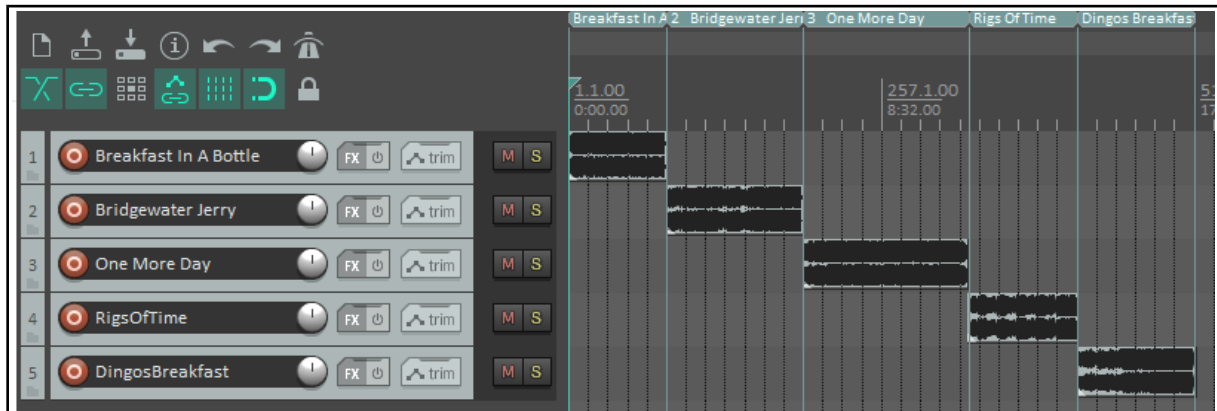 Breakfast In A 2 Bridgewater Jerr 3 One More Day Rigs Of Time Dingos Breakfas
1.1.00 257.1.00 51
0:00.00 8:32.00 17
1 Breakfast In A Bottle FX trim M S
2 Bridgewater Jerry FX trim M S
3 One More Day FX trim M S
4 RigsOfTime FX trim M S
5 DingosBreakfast FX trim M S